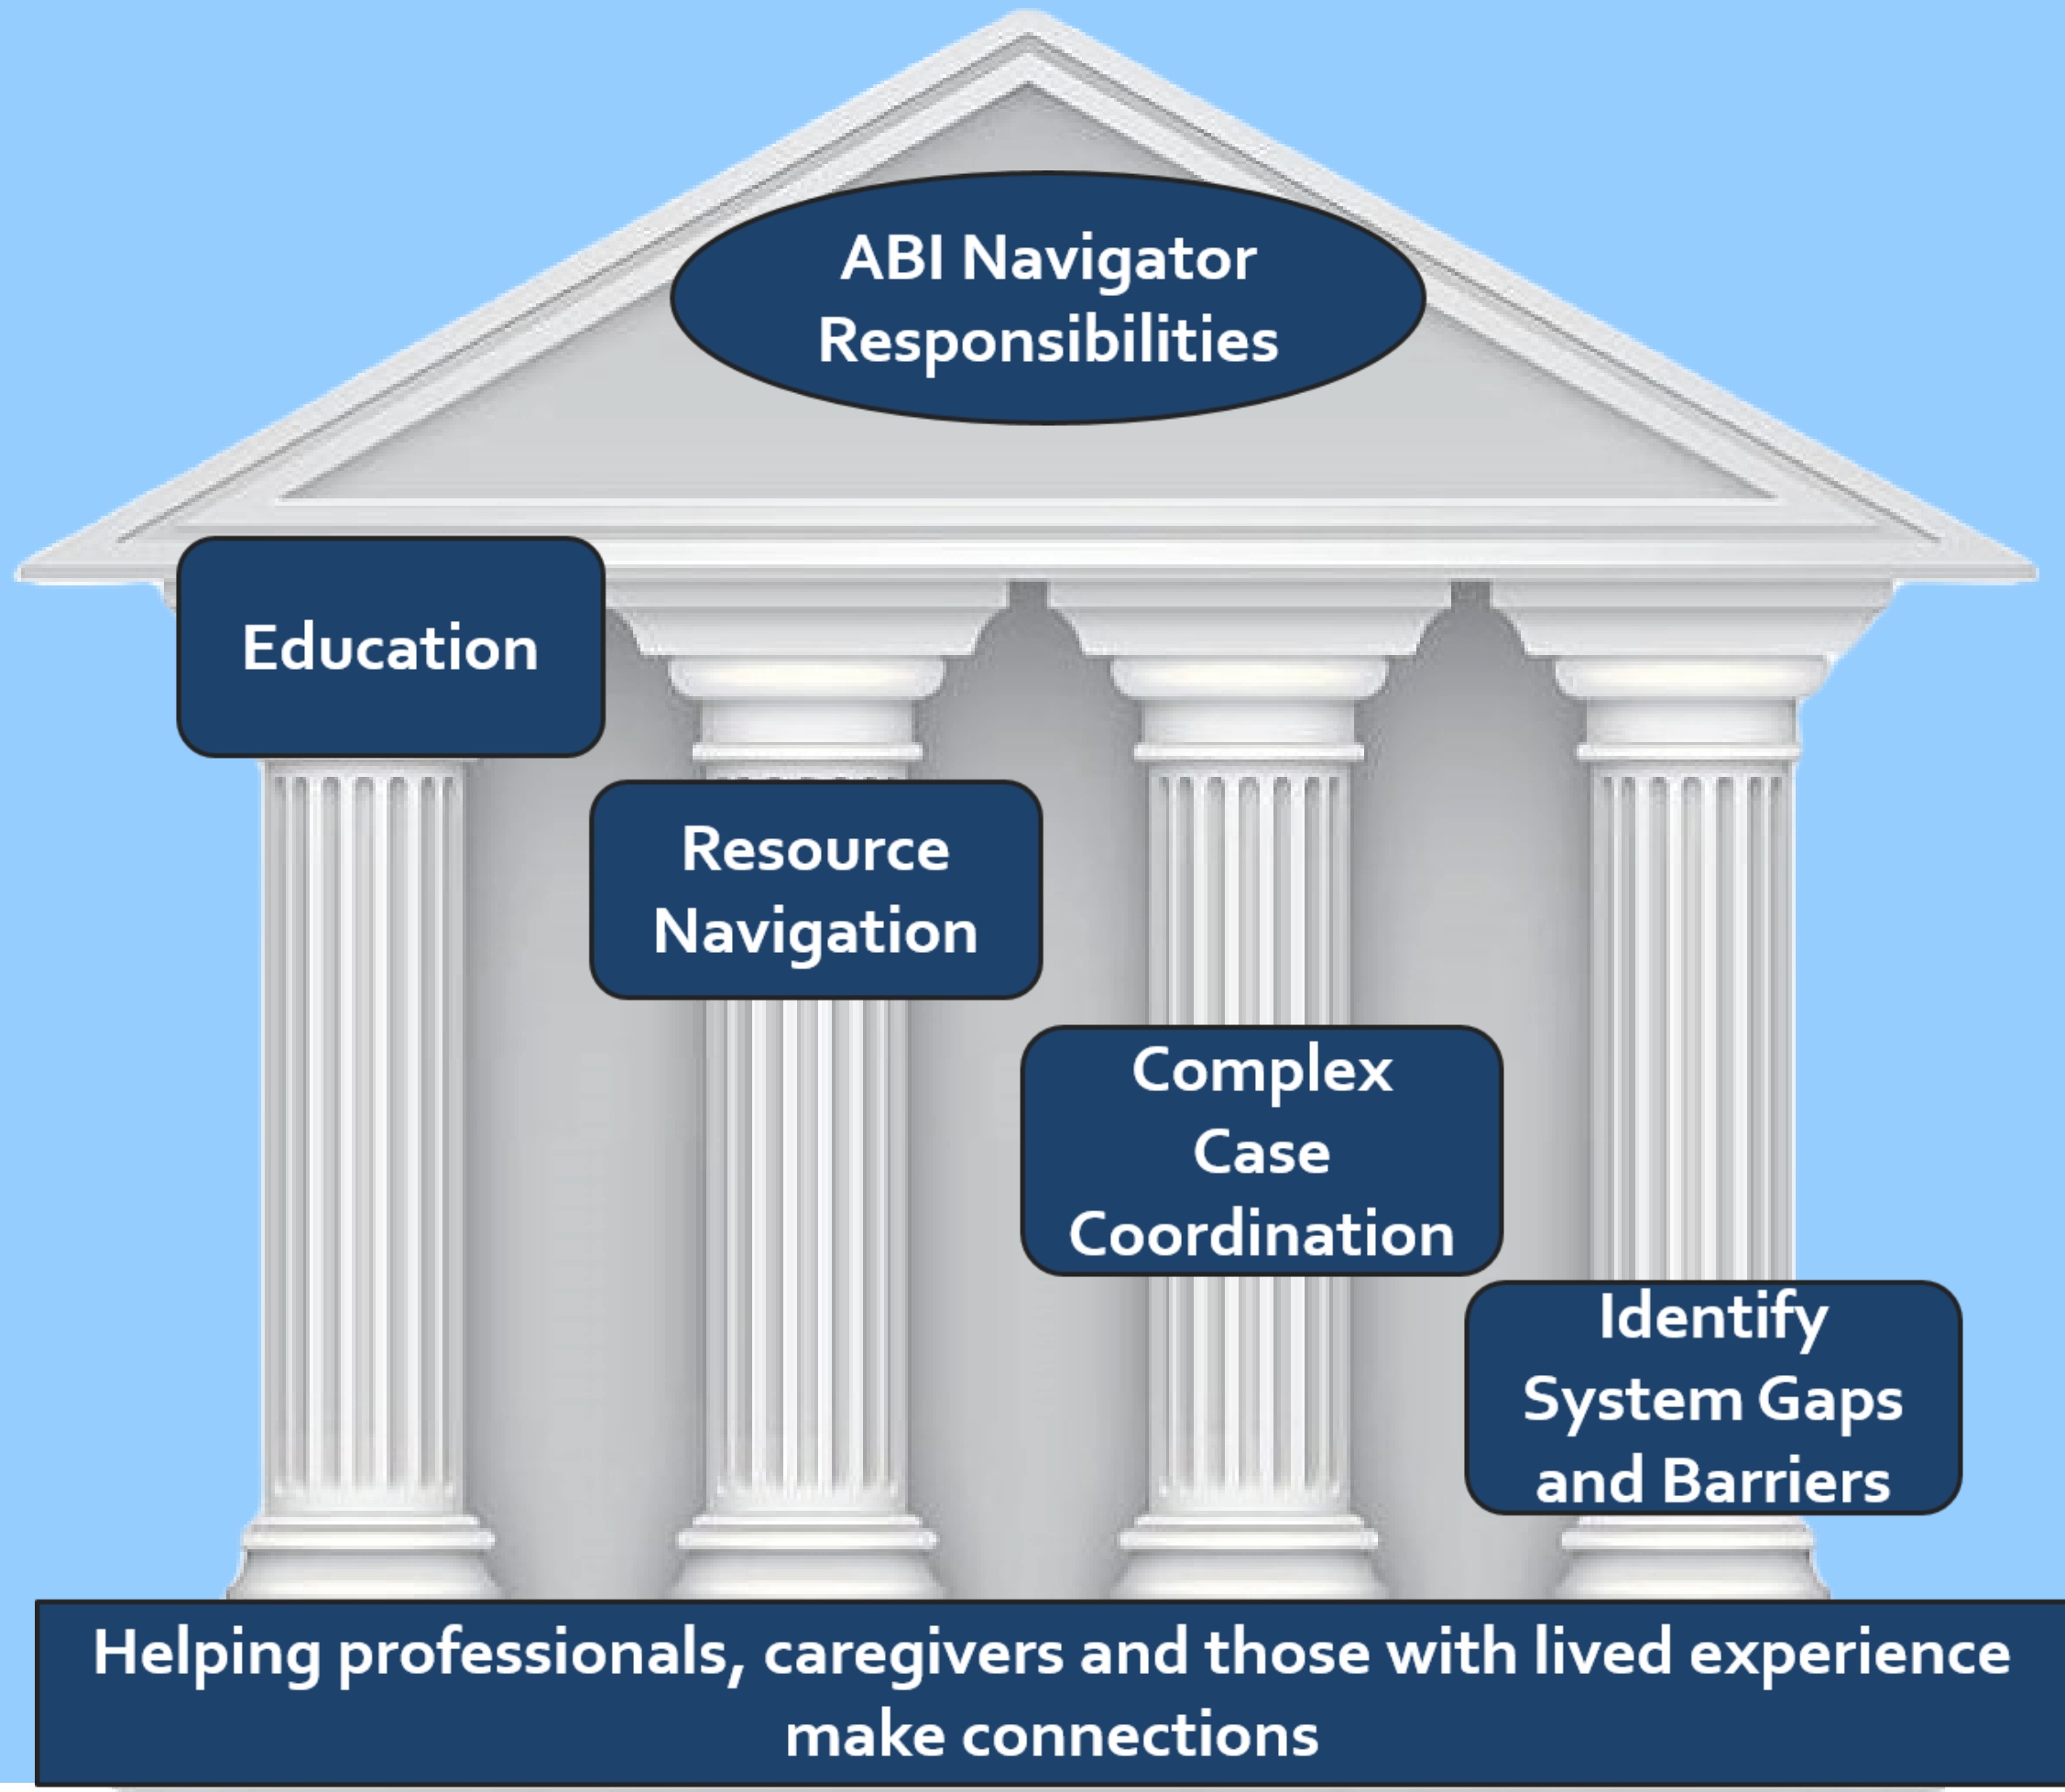 ABI Navigator
Responsibilities
Education
Resource
Navigation
Complex
Case
Coordination
Identify
System Gaps
and Barriers
Helping professionals, caregivers and those with lived experience
make connections